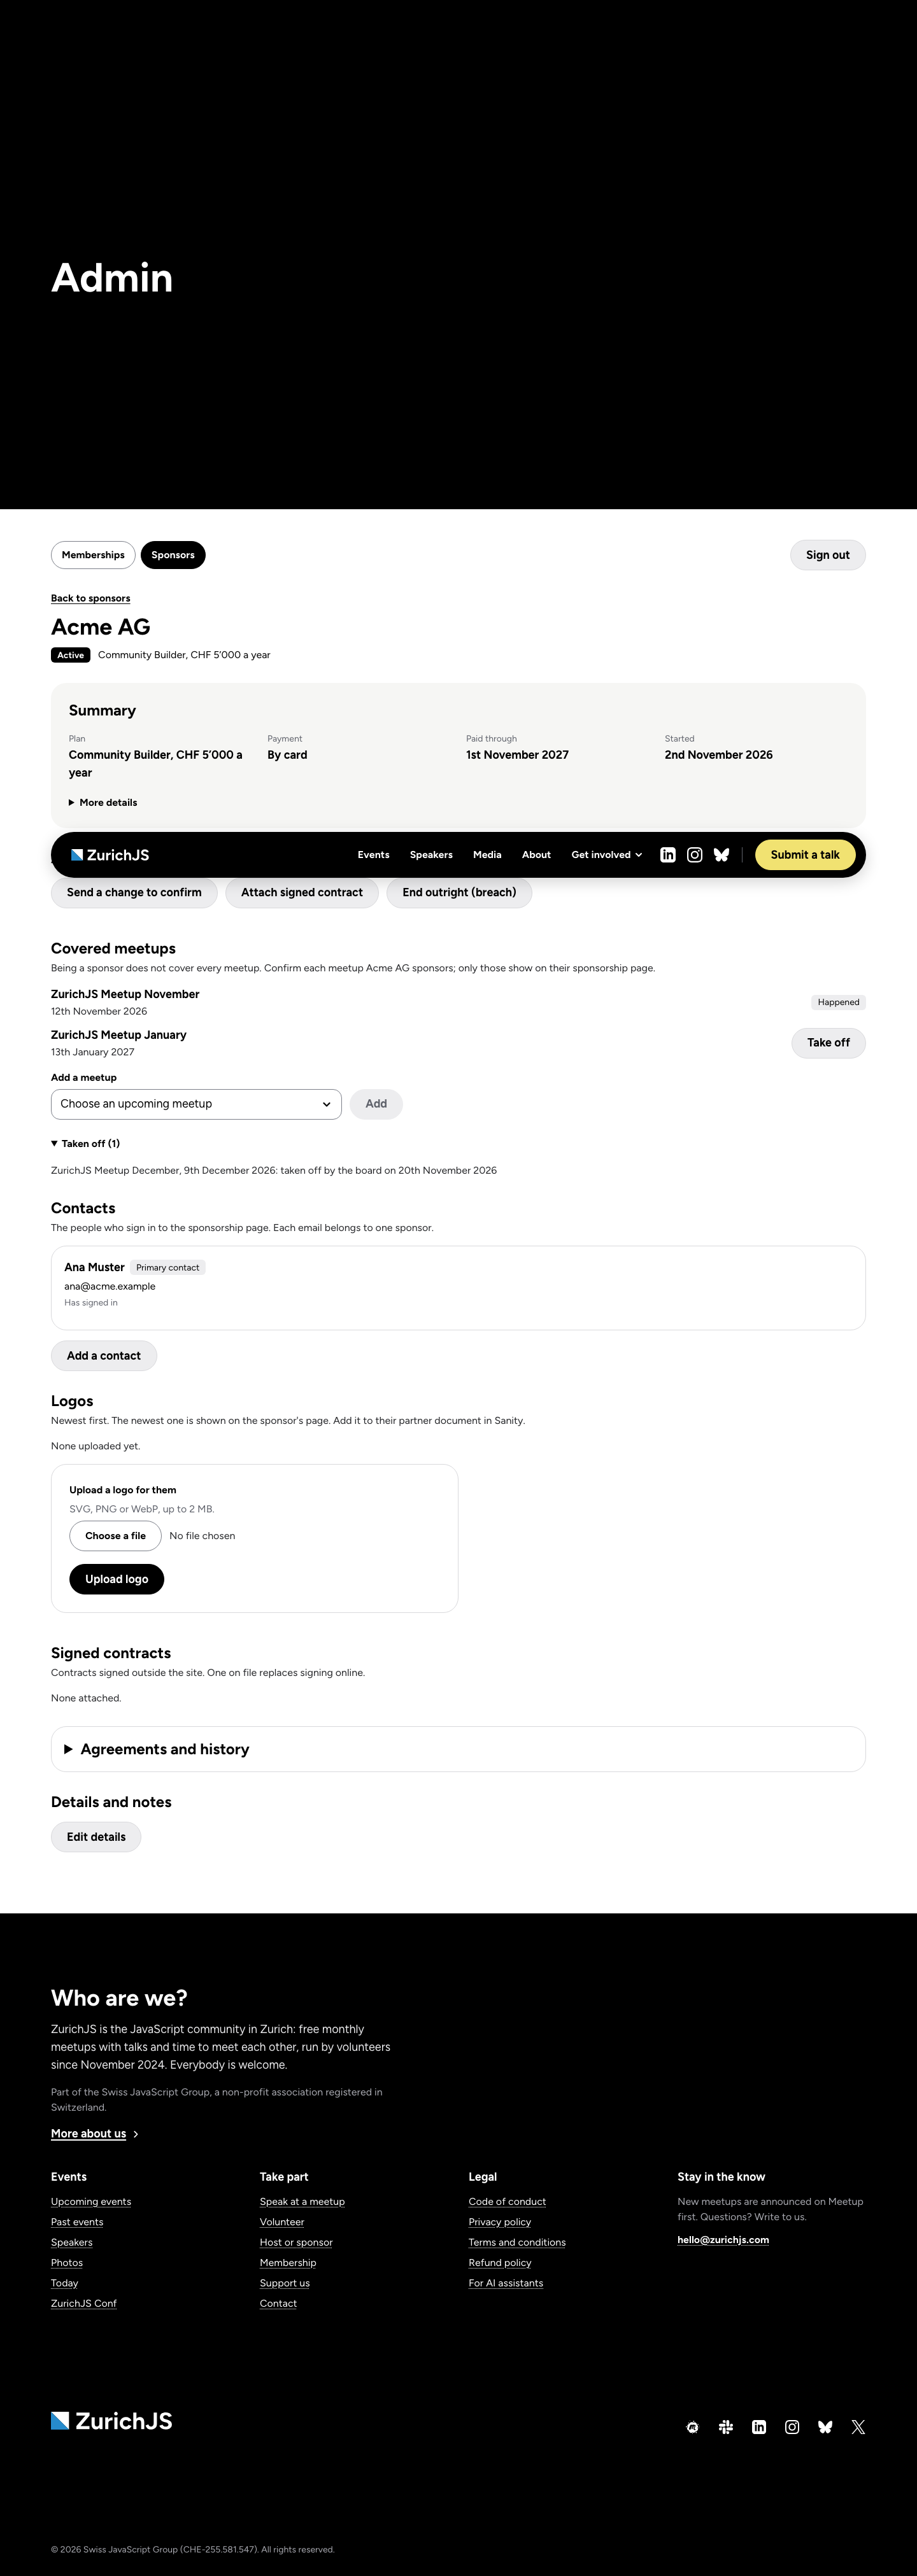 Admin
Memberships
Sponsors
Sign out
Back to sponsors
Acme AG
Active
Community Builder, CHF 5’000 a year
Summary
Plan
Community Builder, CHF 5’000 a
year
Payment
By card
Paid through
1st November 2027
Started
2nd November 2026
More details
ZurichJS
Events
Speakers
Media
About
Get involved
Submit a talk
Send a change to confirm
Attach signed contract
End outright (breach)
Covered meetups
Being a sponsor does not cover every meetup. Confirm each meetup Acme AG sponsors; only those show on their sponsorship page.
ZurichJS Meetup November
12th November 2026
Happened
ZurichJS Meetup January
13th January 2027
Take off
Add a meetup
Choose an upcoming meetup
Add
Taken off (1)
ZurichJS Meetup December, 9th December 2026: taken off by the board on 20th November 2026
Contacts
The people who sign in to the sponsorship page. Each email belongs to one sponsor.
Ana Muster
Primary contact
ana@acme.example
Has signed in
Add a contact
Logos
Newest first. The newest one is shown on the sponsor's page. Add it to their partner document in Sanity.
None uploaded yet.
Upload a logo for them
SVG, PNG or WebP, up to 2 MB.
Choose a file
No file chosen
Upload logo
Signed contracts
Contracts signed outside the site. One on file replaces signing online.
None attached.
Agreements and history
Details and notes
Edit details
Who are we?
ZurichJS is the JavaScript community in Zurich: free monthly
meetups with talks and time to meet each other, run by volunteers
since November 2024. Everybody is welcome.
Part of the Swiss JavaScript Group, a non-profit association registered in
Switzerland.
More about us
Events
Upcoming events
Past events
Speakers
Photos
Today
ZurichJS Conf
Take part
Speak at a meetup
Volunteer
Host or sponsor
Membership
Support us
Contact
Legal
Code of conduct
Privacy policy
Terms and conditions
Refund policy
For AI assistants
Stay in the know
New meetups are announced on Meetup
first. Questions? Write to us.
hello@zurichjs.com
ZurichJS
© 2026 Swiss JavaScript Group (CHE-255.581.547). All rights reserved.